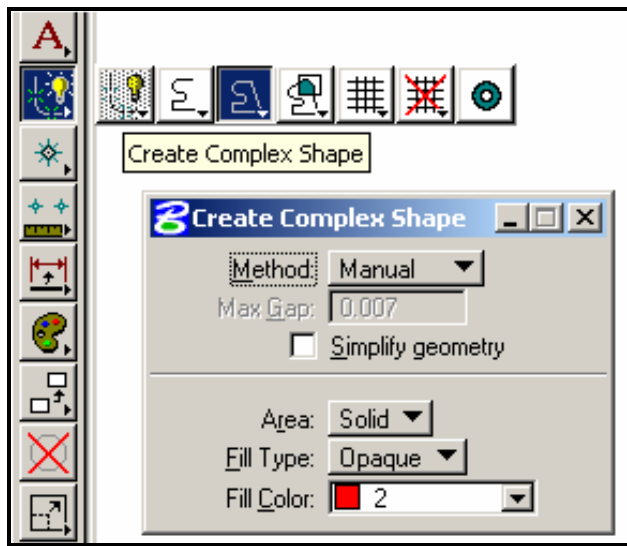 A
Create Complex Shape
Create Complex Shape
Method: Manual
Max Gap: 0.007
Simplify geometry
Area: Solid
Fill Type: Opaque
Fill Color: 2